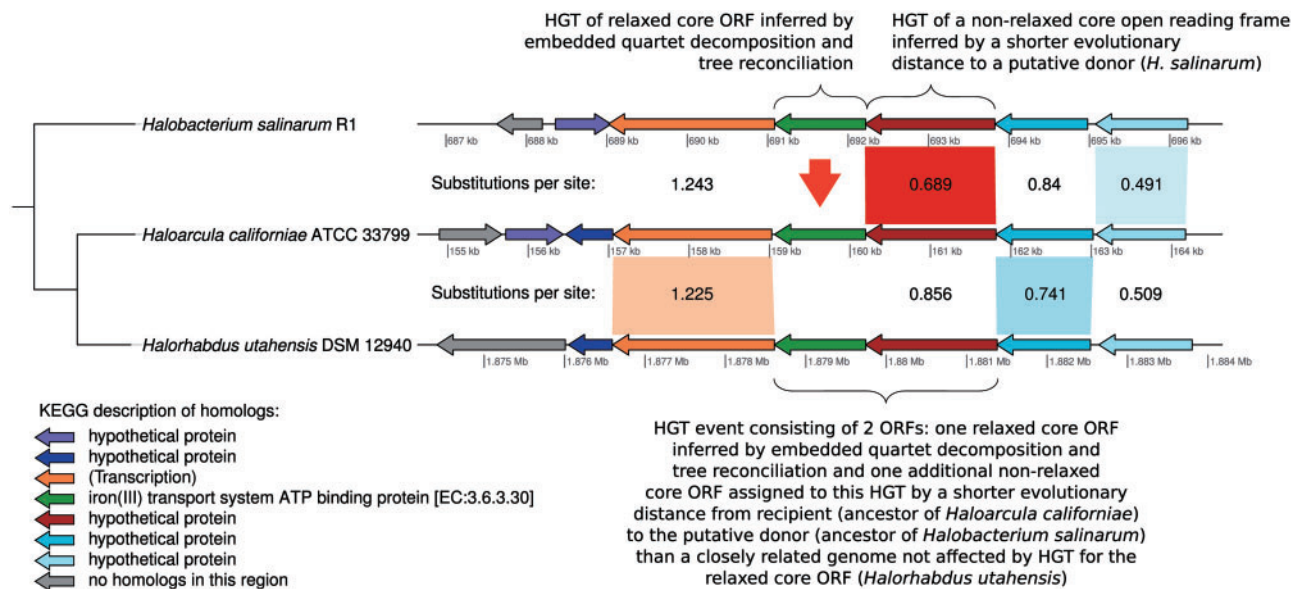 HGT of relaxed core ORF inferred by
embedded quartet decomposition and
tree reconciliation
HGT of a non-relaxed core open reading frame
inferred by a shorter evolutionary
distance to a putative donor (H. salinarum)
Halobacterium salinarum R1
687 kb 688 kb 689 kb 690 kb 691 kb 692 kb 693 kb 694 kb 695 kb 696 kb
Substitutions per site: 1.243 0.689 0.84 0.491
Haloarcula californiae ATCC 33799
155 kb 156 kb 157 kb 158 kb 159 kb 160 kb 161 kb 162 kb 163 kb 164 kb
Substitutions per site: 1.225 0.856 0.741 0.509
Halorhabdus utahensis DSM 12940
1.875 Mb 1.876 Mb 1.877 Mb 1.878 Mb 1.879 Mb 1.88 Mb 1.881 Mb 1.882 Mb 1.883 Mb 1.884 Mb
KEGG description of homologs:
hypothetical protein
hypothetical protein
(Transcription)
iron(III) transport system ATP binding protein [EC:3.6.3.30]
hypothetical protein
hypothetical protein
hypothetical protein
no homologs in this region
HGT event consisting of 2 ORFs: one relaxed core ORF
inferred by embedded quartet decomposition and
tree reconciliation and one additional non-relaxed
core ORF assigned to this HGT by a shorter evolutionary
distance from recipient (ancestor of Haloarcula californiae)
to the putative donor (ancestor of Halobacterium salinarum)
than a closely related genome not affected by HGT for the
relaxed core ORF (Halorhabdus utahensis)